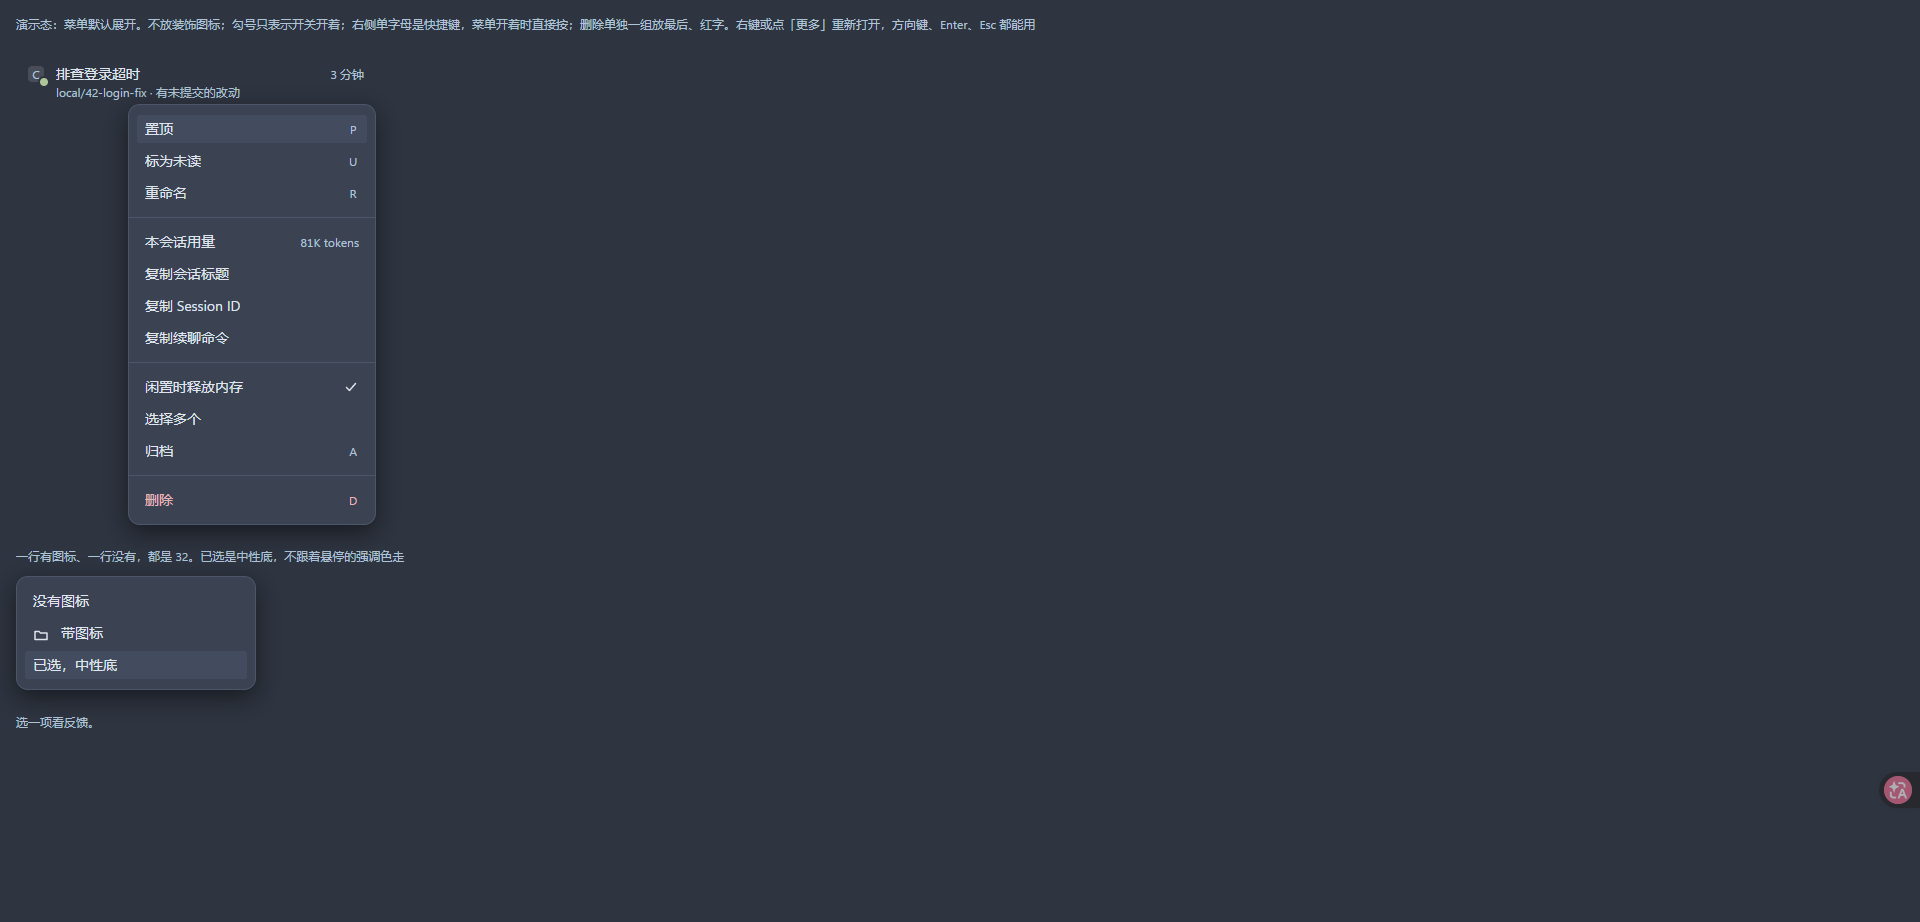 演示态：菜单默认展开。不放装饰图标；勾号只表示开关开着；右侧单字母是快捷键，菜单开着时直接按；删除单独一组放最后、红字。右键或点「更多」重新打开，方向键、Enter、Esc 都能用
C 排查登录超时 3 分钟
local/42-login-fix · 有未提交的改动
置顶 P
标为未读 U
重命名 R
本会话用量 81K tokens
复制会话标题
复制 Session ID
复制续聊命令
闲置时释放内存
选择多个
归档 A
删除 D
一行有图标、一行没有，都是 32。已选是中性底，不跟着悬停的强调色走
没有图标
带图标
已选，中性底
选一项看反馈。